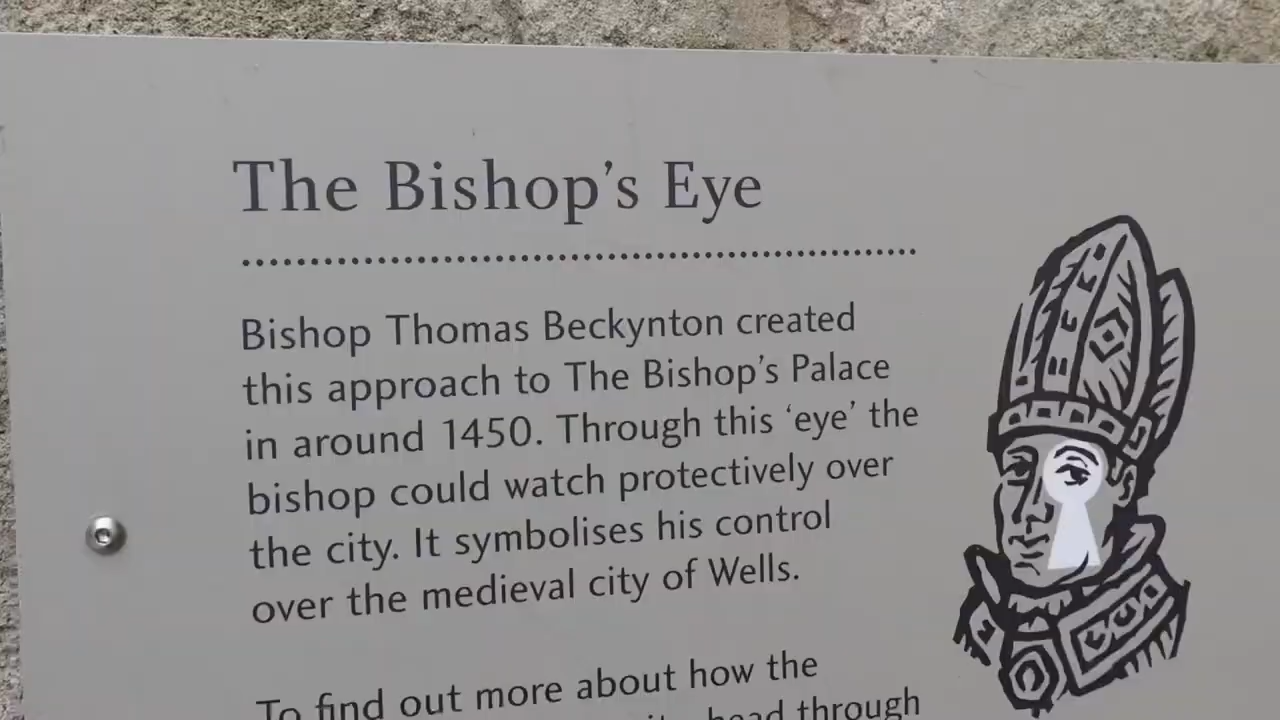 The Bishop's Eye
Bishop Thomas Beckynton created
this approach to The Bishop's Palace
in around 1450. Through this ‘eye’ the
bishop could watch protectively over
the city. It symbolises his control
over the medieval city of Wells.
To find out more about how the
head through